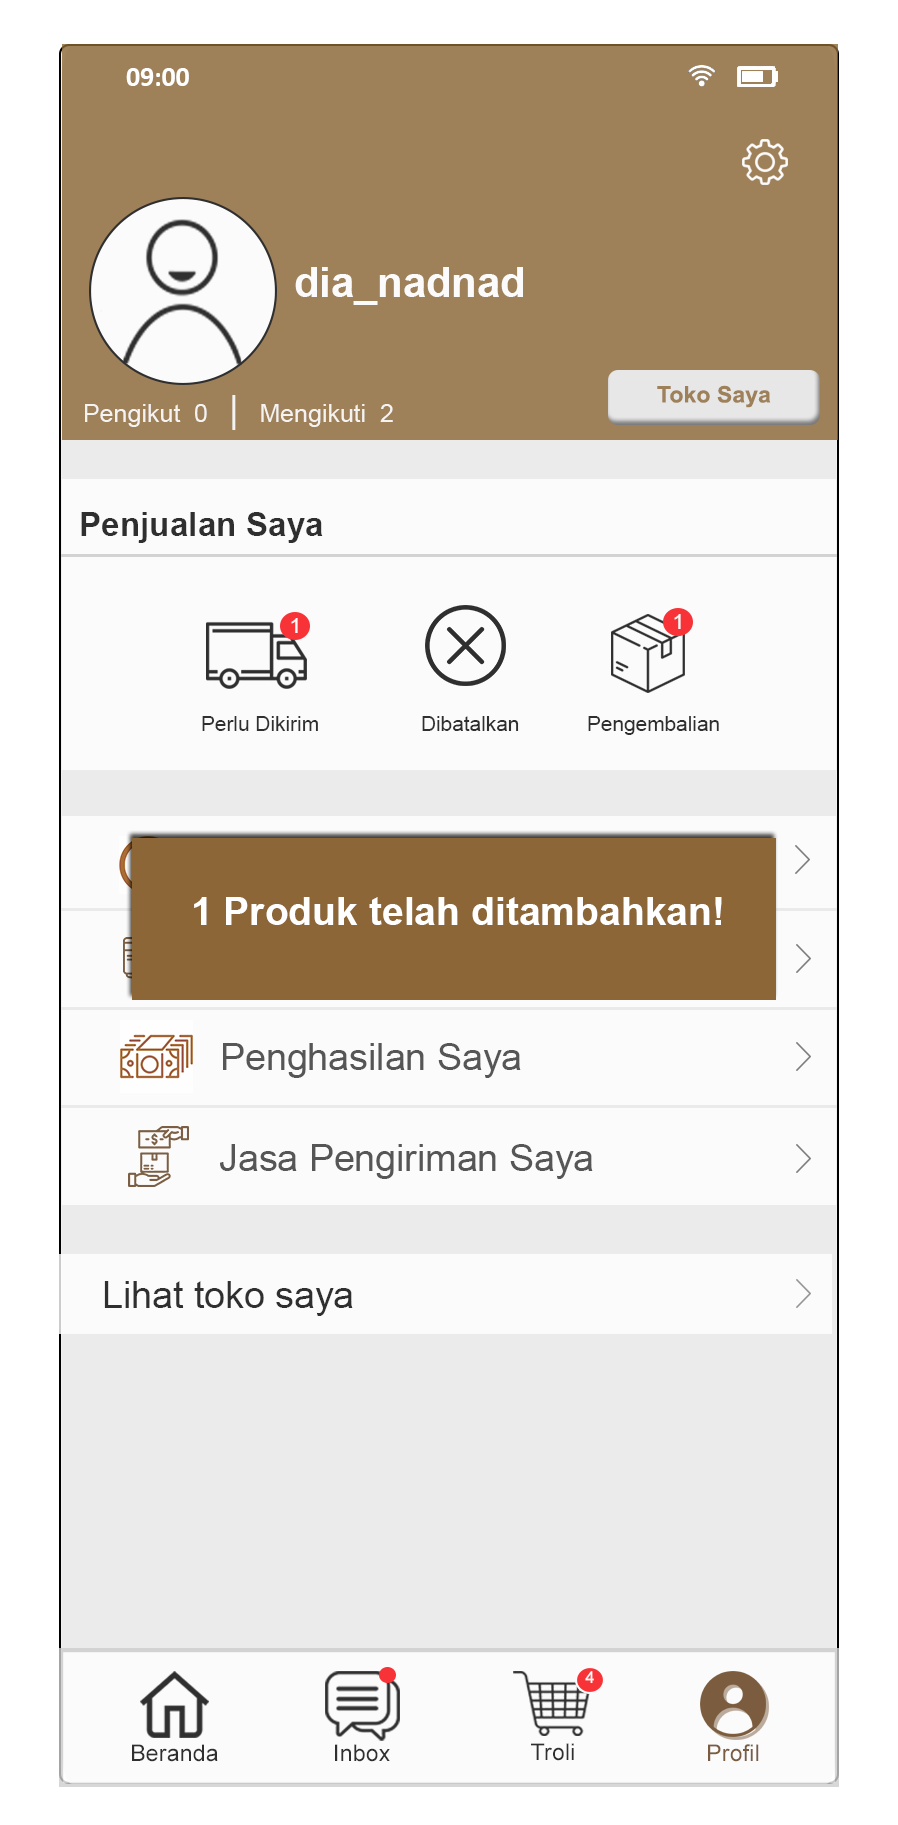 09:00
dia_nadnad
Pengikut 0 | Mengikuti 2
Toko Saya
Penjualan Saya
1
1
Perlu Dikirim
Dibatalkan
Pengembalian
1 Produk telah ditambahkan!
Penghasilan Saya
-$-
Jasa Pengiriman Saya
Lihat toko saya
4
Beranda
Inbox
Troli
Profil